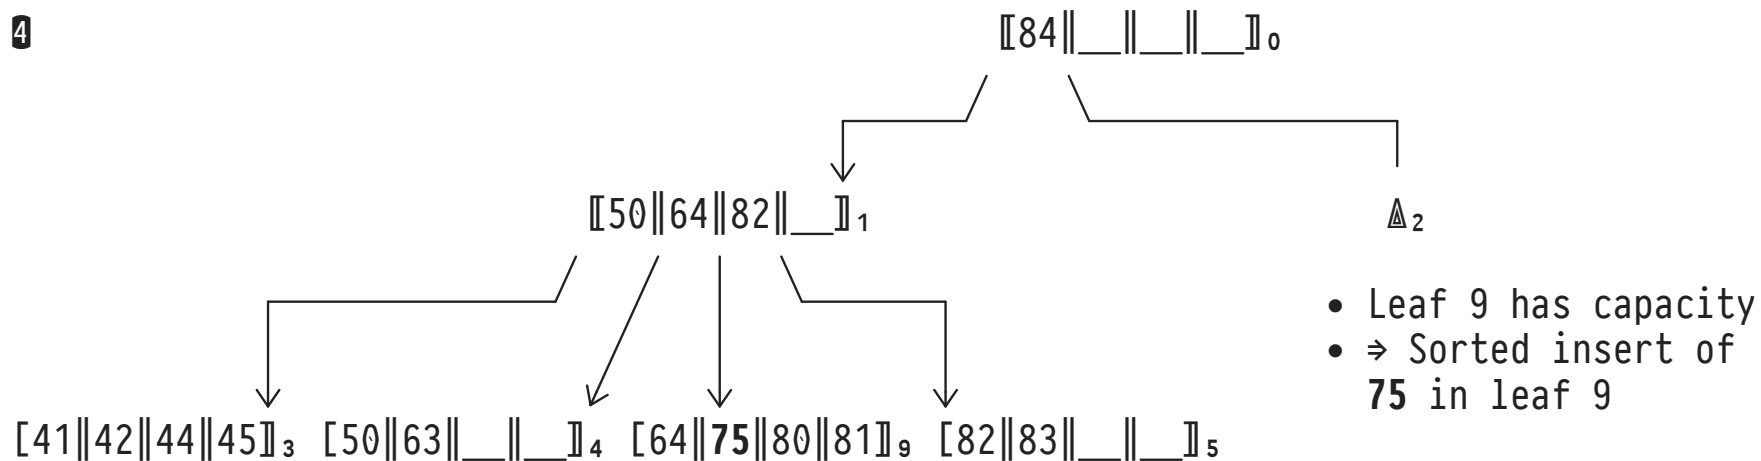 4
⟦84‖__‖__‖__⟧₀
⟦50‖64‖82‖__⟧₁
◬₂
• Leaf 9 has capacity
• ⇒ Sorted insert of
75 in leaf 9
[41‖42‖44‖45⟧₃ [50‖63‖__‖__⟧₄ [64‖75‖80‖81⟧₉ [82‖83‖__‖__⟧₅